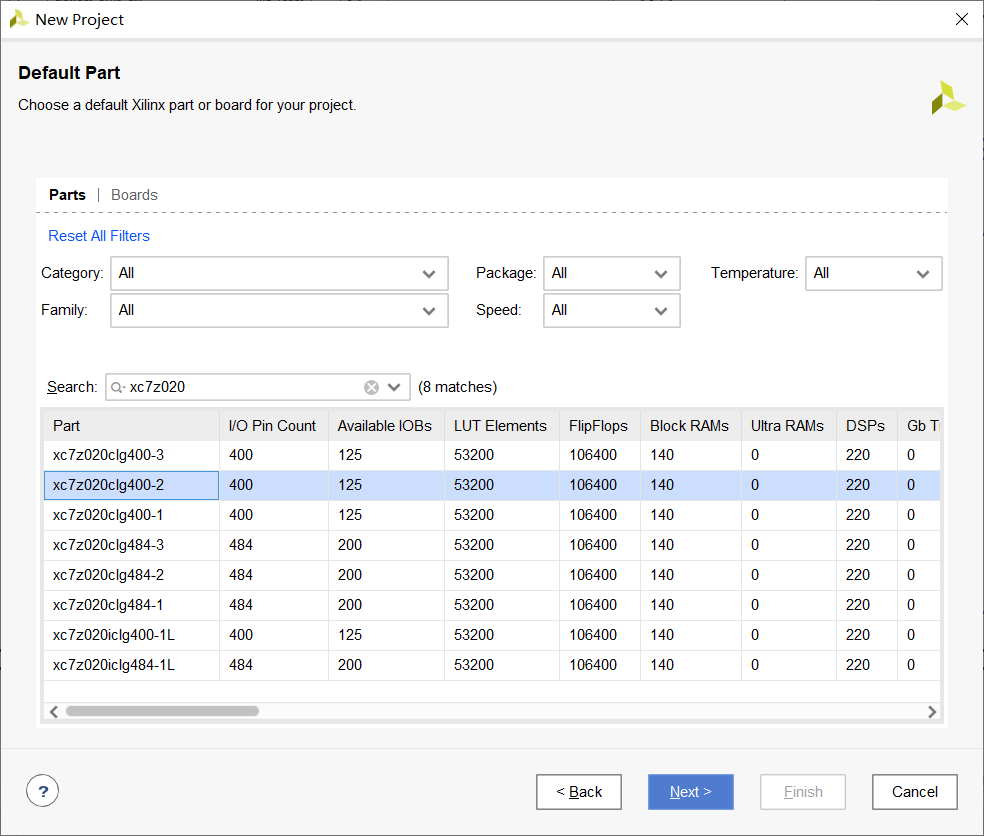 New Project
Default Part
Choose a default Xilinx part or board for your project.
Parts | Boards
Reset All Filters
Category: All Package: All Temperature: All
Family: All Speed: All
Search: xc7z020 (8 matches)
Part I/O Pin Count Available IOBs LUT Elements FlipFlops Block RAMs Ultra RAMs DSPs Gb
xc7z020clg400-3 400 125 53200 106400 140 0 220 0
xc7z020clg400-2 400 125 53200 106400 140 0 220 0
xc7z020clg400-1 400 125 53200 106400 140 0 220 0
xc7z020clg484-3 484 200 53200 106400 140 0 220 0
xc7z020clg484-2 484 200 53200 106400 140 0 220 0
xc7z020clg484-1 484 200 53200 106400 140 0 220 0
xc7z020iclg400-1L 400 125 53200 106400 140 0 220 0
xc7z020iclg484-1L 484 200 53200 106400 140 0 220 0
? < Back Next > Finish Cancel